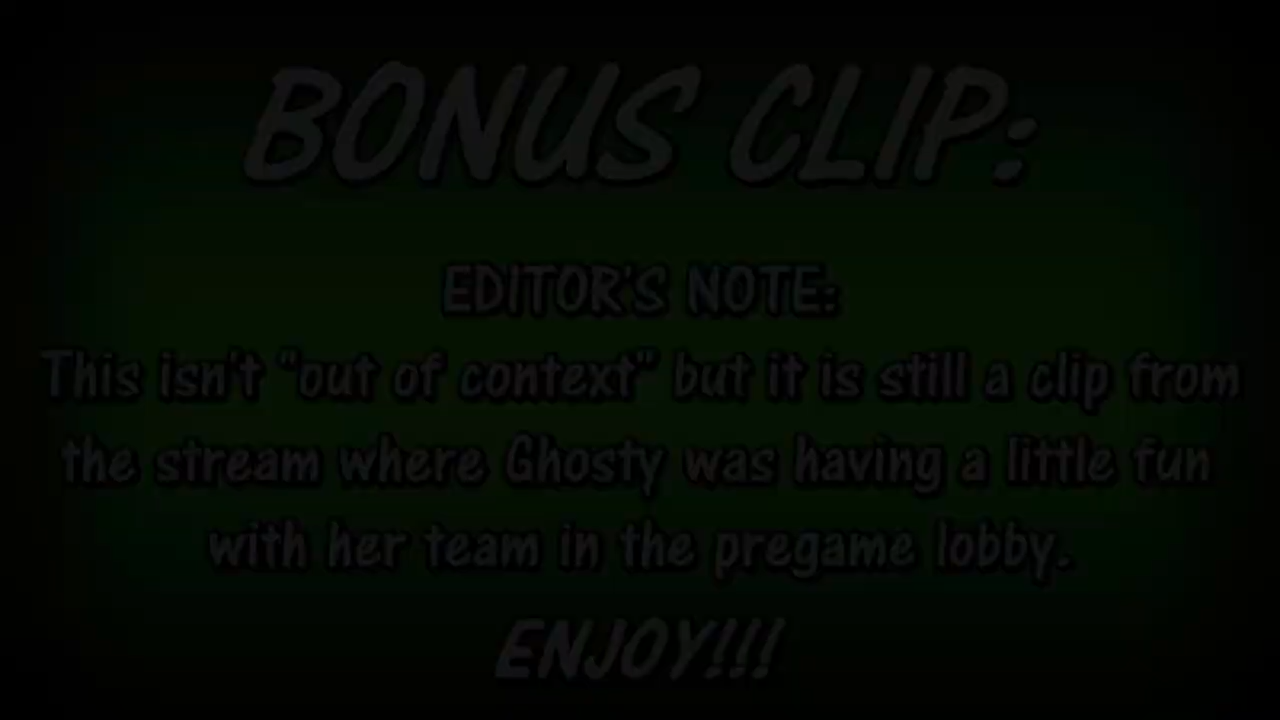 BONUS CLIP:
EDITOR'S NOTE:
This isn't "out of context" but it is still a clip from
the stream where Ghosty was having a little fun
with her team in the pregame lobby.
ENJOY!!!